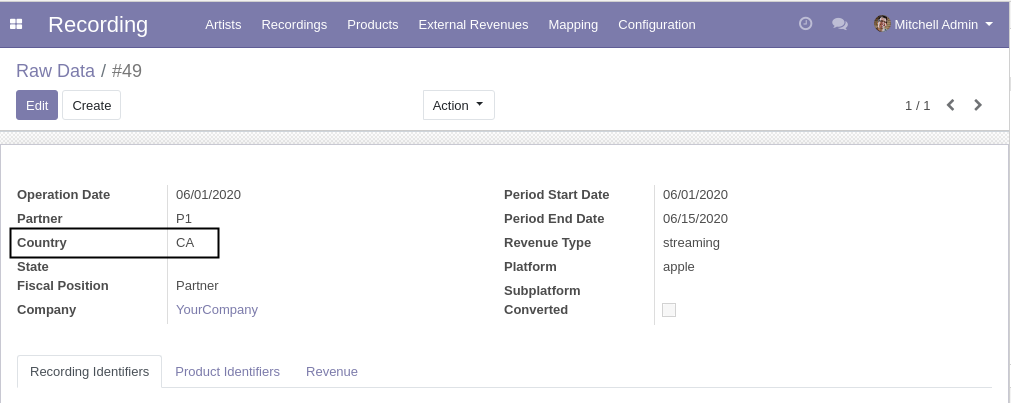 Recording Artists Recordings Products External Revenues Mapping Configuration Mitchell Admin
Raw Data / #49
Edit Create Action 1 / 1
Operation Date 06/01/2020 Period Start Date 06/01/2020
Partner P1 Period End Date 06/15/2020
Country CA Revenue Type streaming
State Platform apple
Fiscal Position Partner Subplatform
Company YourCompany Converted
Recording Identifiers Product Identifiers Revenue